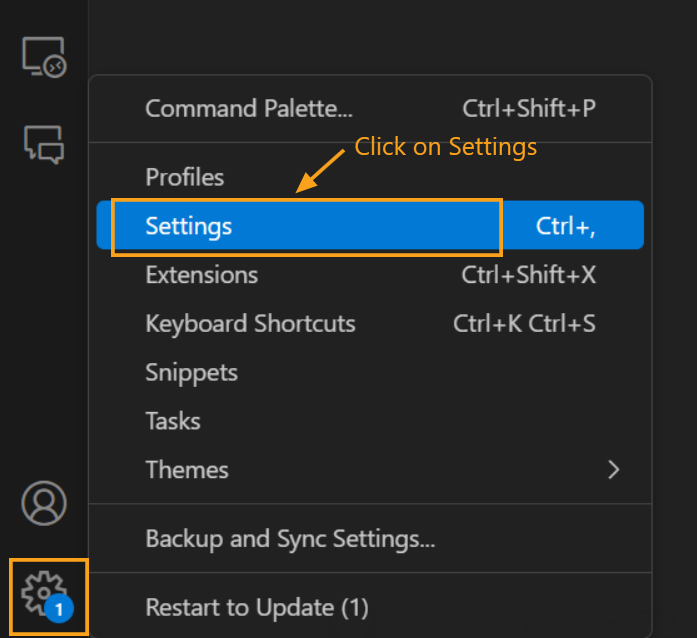 Command Palette... Ctrl+Shift+P
Click on Settings
Profiles
Settings Ctrl+,
Extensions Ctrl+Shift+X
Keyboard Shortcuts Ctrl+K Ctrl+S
Snippets
Tasks
Themes
Backup and Sync Settings...
1
Restart to Update (1)